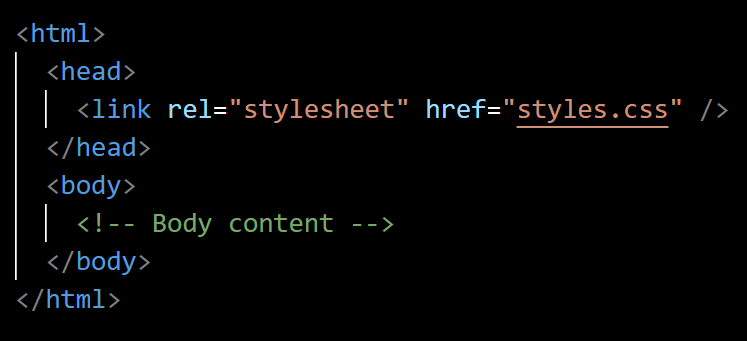 <html>
<head>
<link rel="stylesheet" href="styles.css" />
</head>
<body>
<!-- Body content -->
</body>
</html>